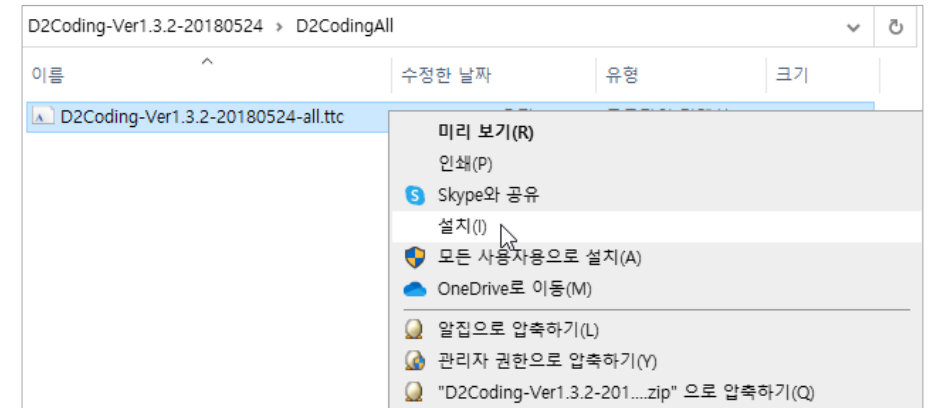 D2Coding-Ver1.3.2-20180524 > D2CodingAll
이름 수정한 날짜 유형 크기
D2Coding-Ver1.3.2-20180524-all.ttc
미리 보기(R)
인쇄(P)
Skype와 공유
설치(I)
모든 사용자용으로 설치(A)
OneDrive로 이동(M)
알집으로 압축하기(L)
관리자 권한으로 압축하기(Y)
"D2Coding-Ver1.3.2-201....zip" 으로 압축하기(Q)